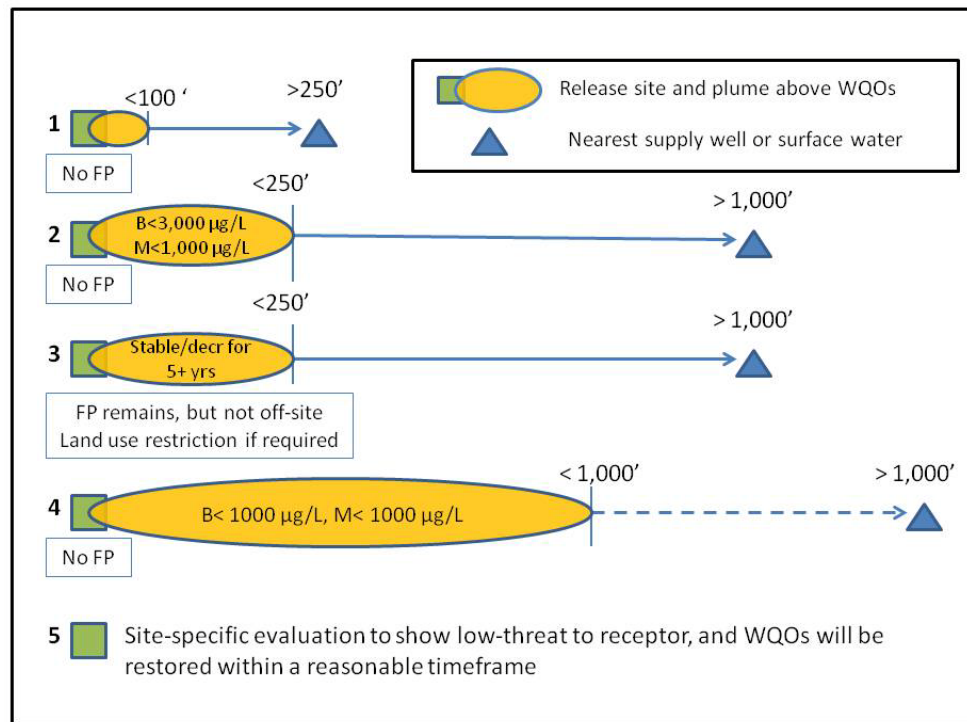 Release site and plume above WQOs
Nearest supply well or surface water
<100 ‘
>250’
1
No FP
<250’
> 1,000’
B<3,000 µg/L
M<1,000 µg/L
2
No FP
<250’
> 1,000’
Stable/decr for
5+ yrs
3
FP remains, but not off-site
Land use restriction if required
< 1,000’
> 1,000’
4
B< 1000 µg/L, M< 1000 µg/L
No FP
5 Site-specific evaluation to show low-threat to receptor, and WQOs will be
restored within a reasonable timeframe